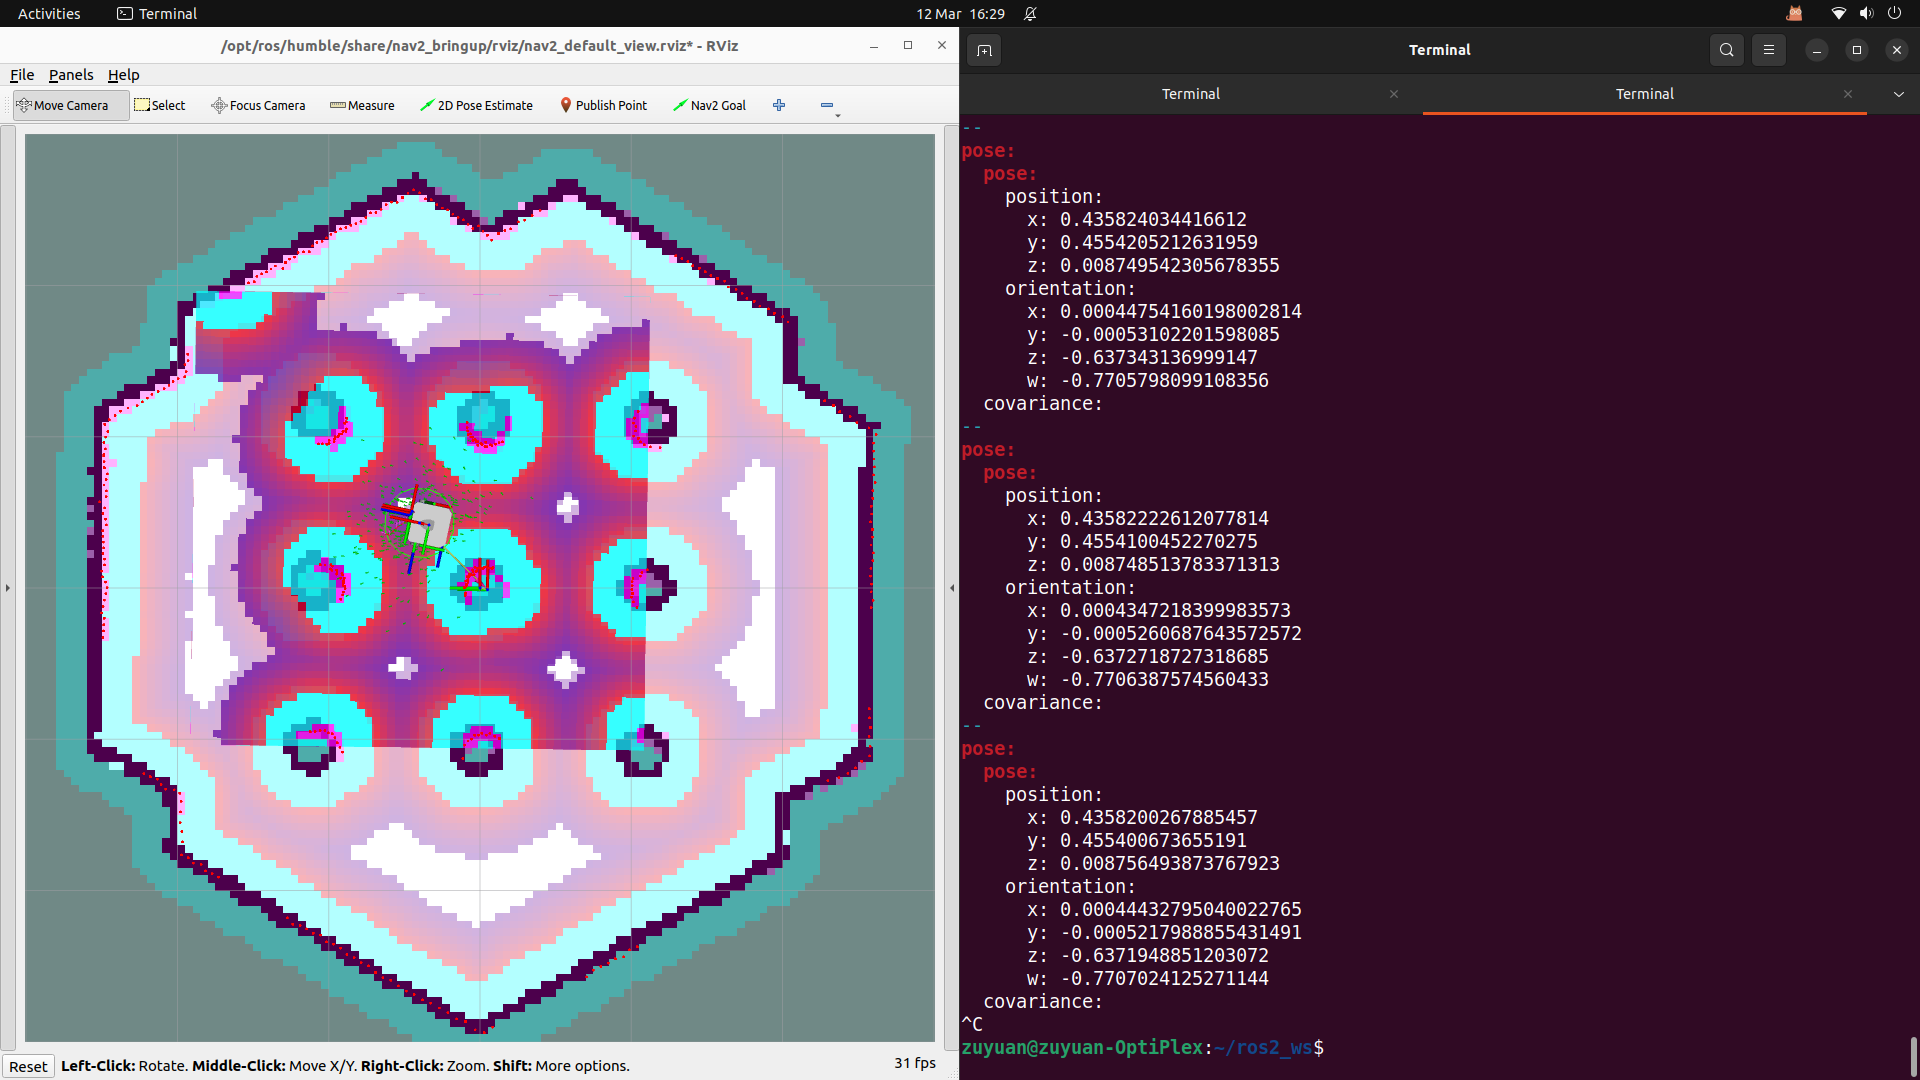 Activities Terminal 12 Mar 16:29
/opt/ros/humble/share/nav2_bringup/rviz/nav2_default_view.rviz* - RViz
File Panels Help
Move Camera Select Focus Camera Measure 2D Pose Estimate Publish Point Nav2 Goal
Reset Left-Click: Rotate. Middle-Click: Move X/Y. Right-Click: Zoom. Shift: More options. 31 fps
Terminal
Terminal Terminal
--
pose:
pose:
position:
x: 0.435824034416612
y: 0.4554205212631959
z: 0.008749542305678355
orientation:
x: 0.00044754160198002814
y: -0.000531022015980​85
z: -0.637343136999147
w: -0.7705798099108356
covariance:
--
pose:
pose:
position:
x: 0.43582222612077814
y: 0.4554100452270275
z: 0.008748513783371313
orientation:
x: 0.0004347218399983573
y: -0.0005260687643572572
z: -0.6372718727318685
w: -0.7706387574560433
covariance:
--
pose:
pose:
position:
x: 0.4358200267885457
y: 0.455400673655191
z: 0.008756493873767923
orientation:
x: 0.00044432795040022765
y: -0.0005217988855431491
z: -0.6371948851203072
w: -0.7707024125271144
covariance:
^C
zuyuan@zuyuan-OptiPlex:~/ros2_ws$